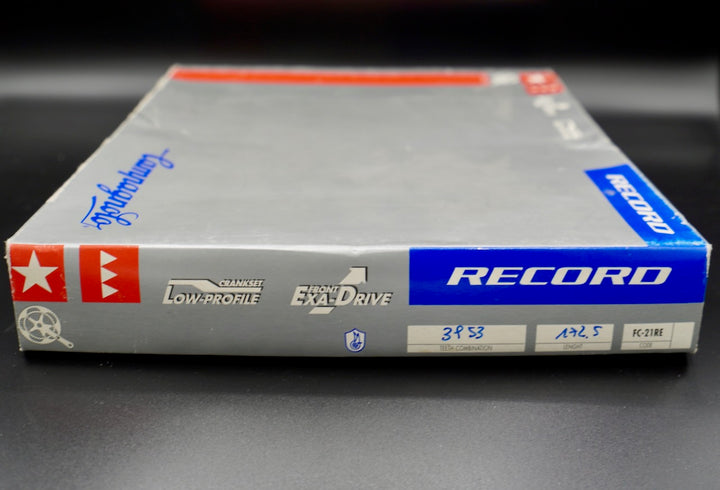 Campagnolo
RECORD
CRANKSET
LOW-PROFILE
FRONT
EXA-DRIVE
RECORD
39 53
TEETH COMBINATION
172,5
LENGHT
FC-21RE
CODE